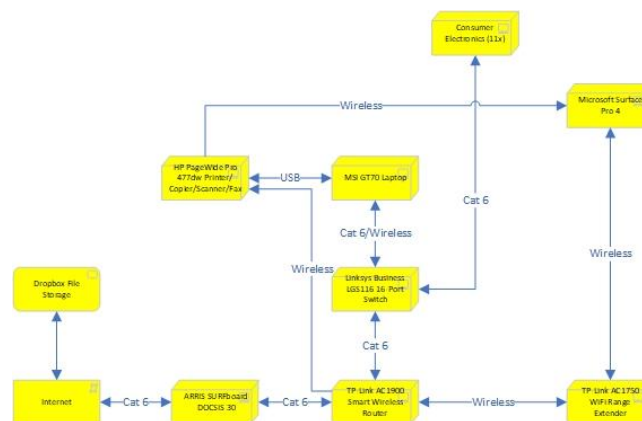 Consumer
Electronics (11x)
Wireless
Microsoft Surface
Pro 4
HP PageWide Pro
477dw Printer/
Copier/Scanner/Fax
USB
MSI GT70 Laptop
Cat 6
Cat 6/Wireless
Wireless
Wireless
Dropbox File
Storage
Linksys Business
LGS116 16-Port
Switch
Cat 6
Internet
Cat 6
ARRIS SURFboard
DOCSIS 30
Cat 6
TP-Link AC1900
Smart Wireless
Router
Wireless
TP-Link AC1750
WiFi Range
Extender